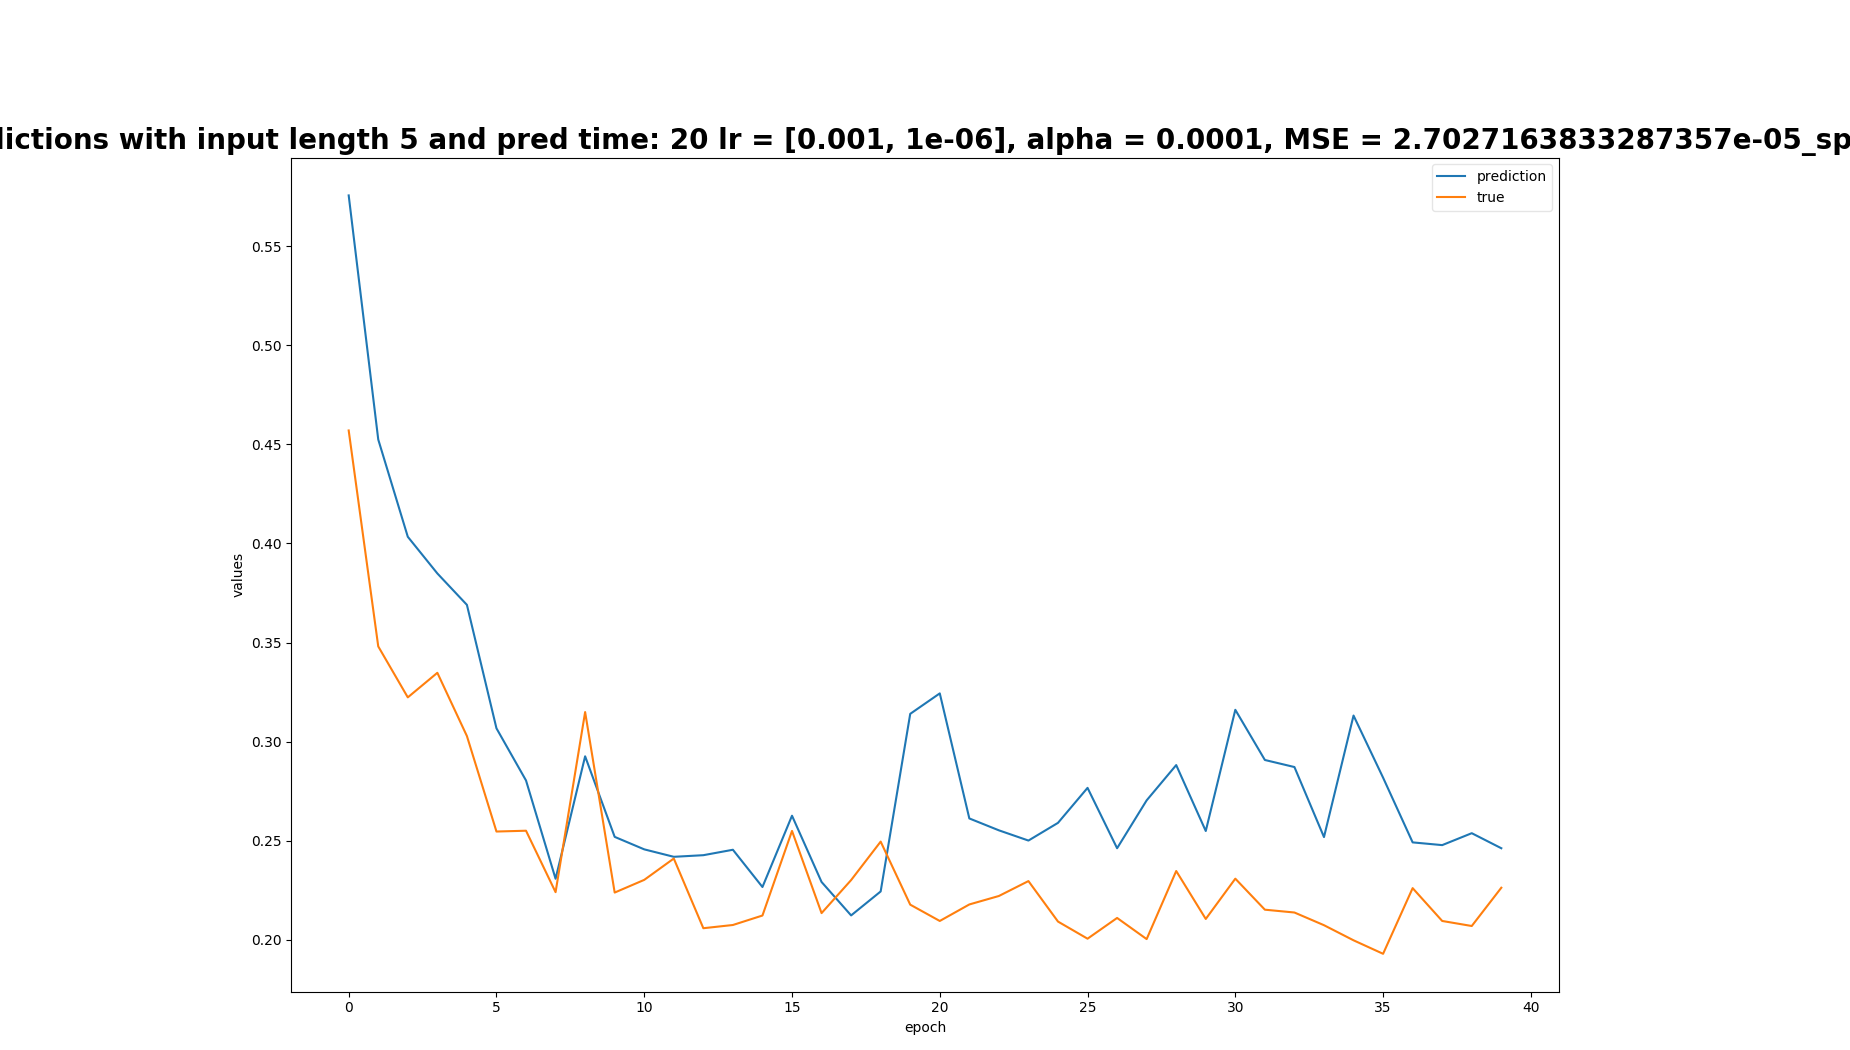 dictions with input length 5 and pred time: 20 lr = [0.001, 1e-06], alpha = 0.0001, MSE = 2.7027163833287357e-05_sp
prediction
true
0.55
0.50
0.45
0.40
0.35
0.30
0.25
0.20
values
0 5 10 15 20 25 30 35 40
epoch